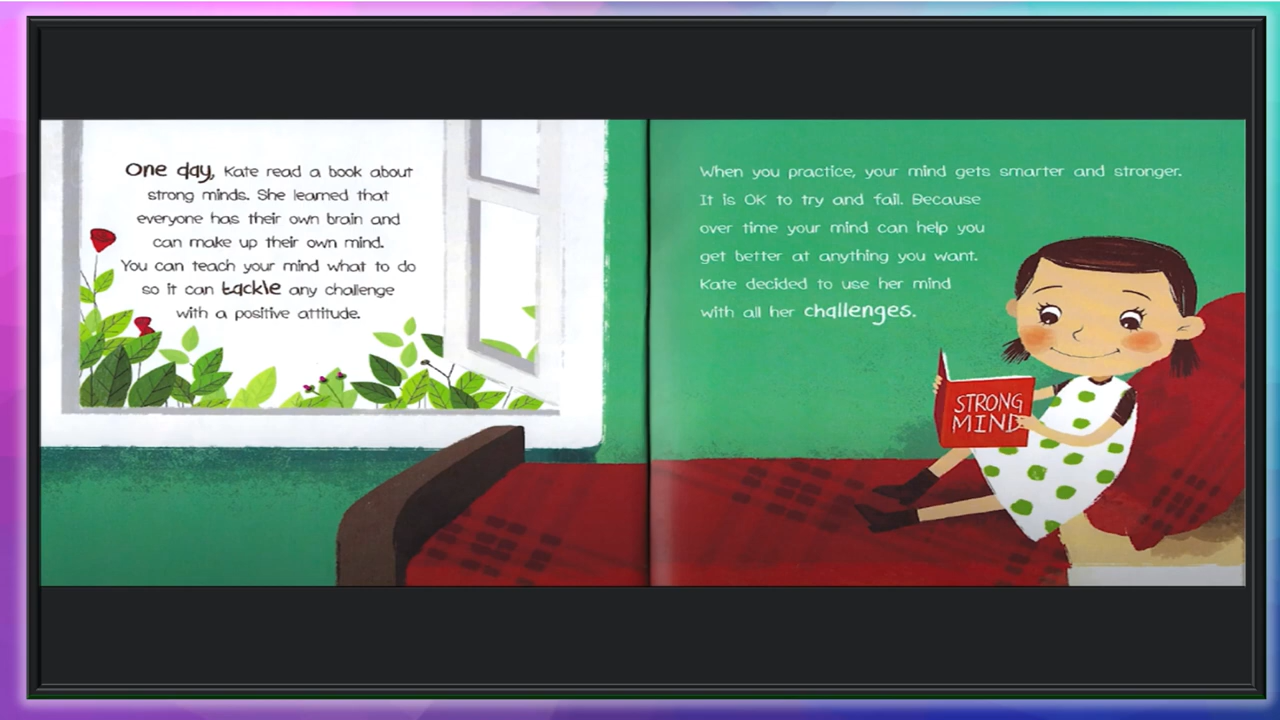 One day, Kate read a book about
strong minds. She learned that
everyone has their own brain and
can make up their own mind.
You can teach your mind what to do
so it can tackle any challenge
with a positive attitude.
When you practice, your mind gets smarter and stronger.
It is OK to try and fail. Because
over time your mind can help you
get better at anything you want.
Kate decided to use her mind
with all her challenges.
STRONG
MIND